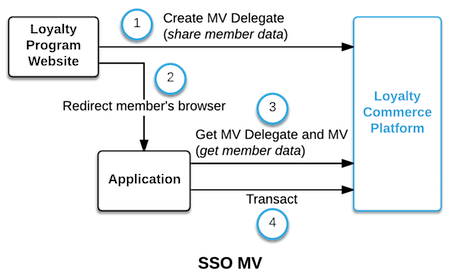 1
Create MV Delegate
(share member data)
Loyalty
Program
Website
2
Redirect member's browser
3
Get MV Delegate and MV
(get member data)
Loyalty
Commerce
Platform
Application
Transact
4
SSO MV